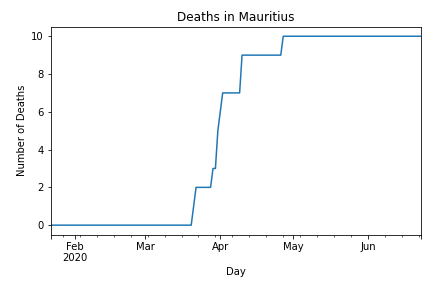 Deaths in Mauritius
10
8
6
4
2
0
Number of Deaths
Feb
2020
Mar
Apr
May
Jun
Day